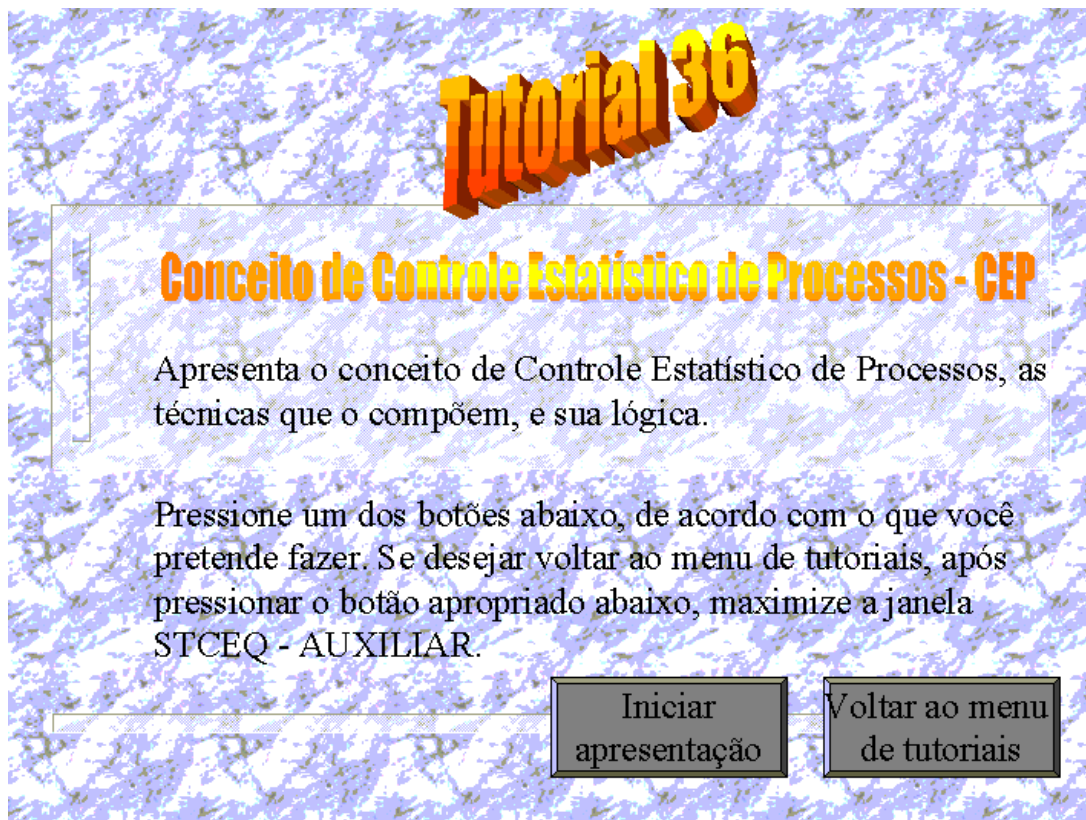 Tutorial 36
Conceito de Controle Estatístico de Processos - CEP
Apresenta o conceito de Controle Estatístico de Processos, as
técnicas que o compõem, e sua lógica.
Pressione um dos botões abaixo, de acordo com o que você
pretende fazer. Se desejar voltar ao menu de tutoriais, após
pressionar o botão apropriado abaixo, maximize a janela
STCEQ - AUXILIAR.
Iniciar
apresentação
Voltar ao menu
de tutoriais